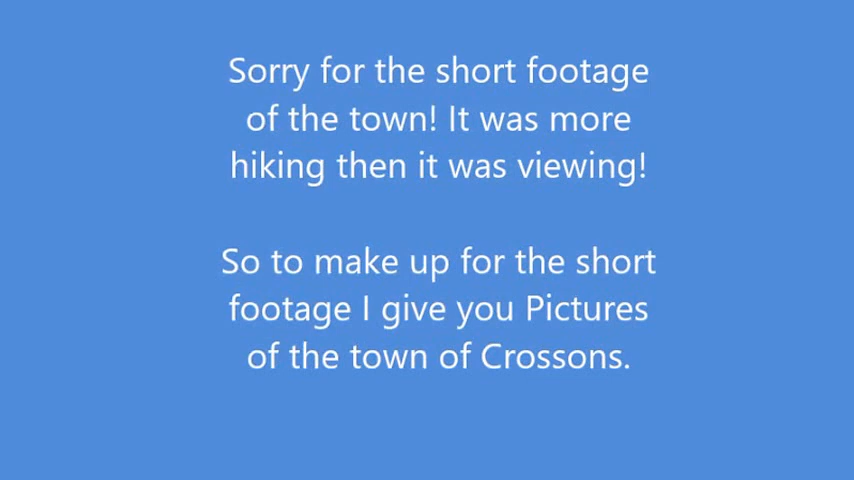 Sorry for the short footage
of the town! It was more
hiking then it was viewing!
So to make up for the short
footage I give you Pictures
of the town of Crossons.